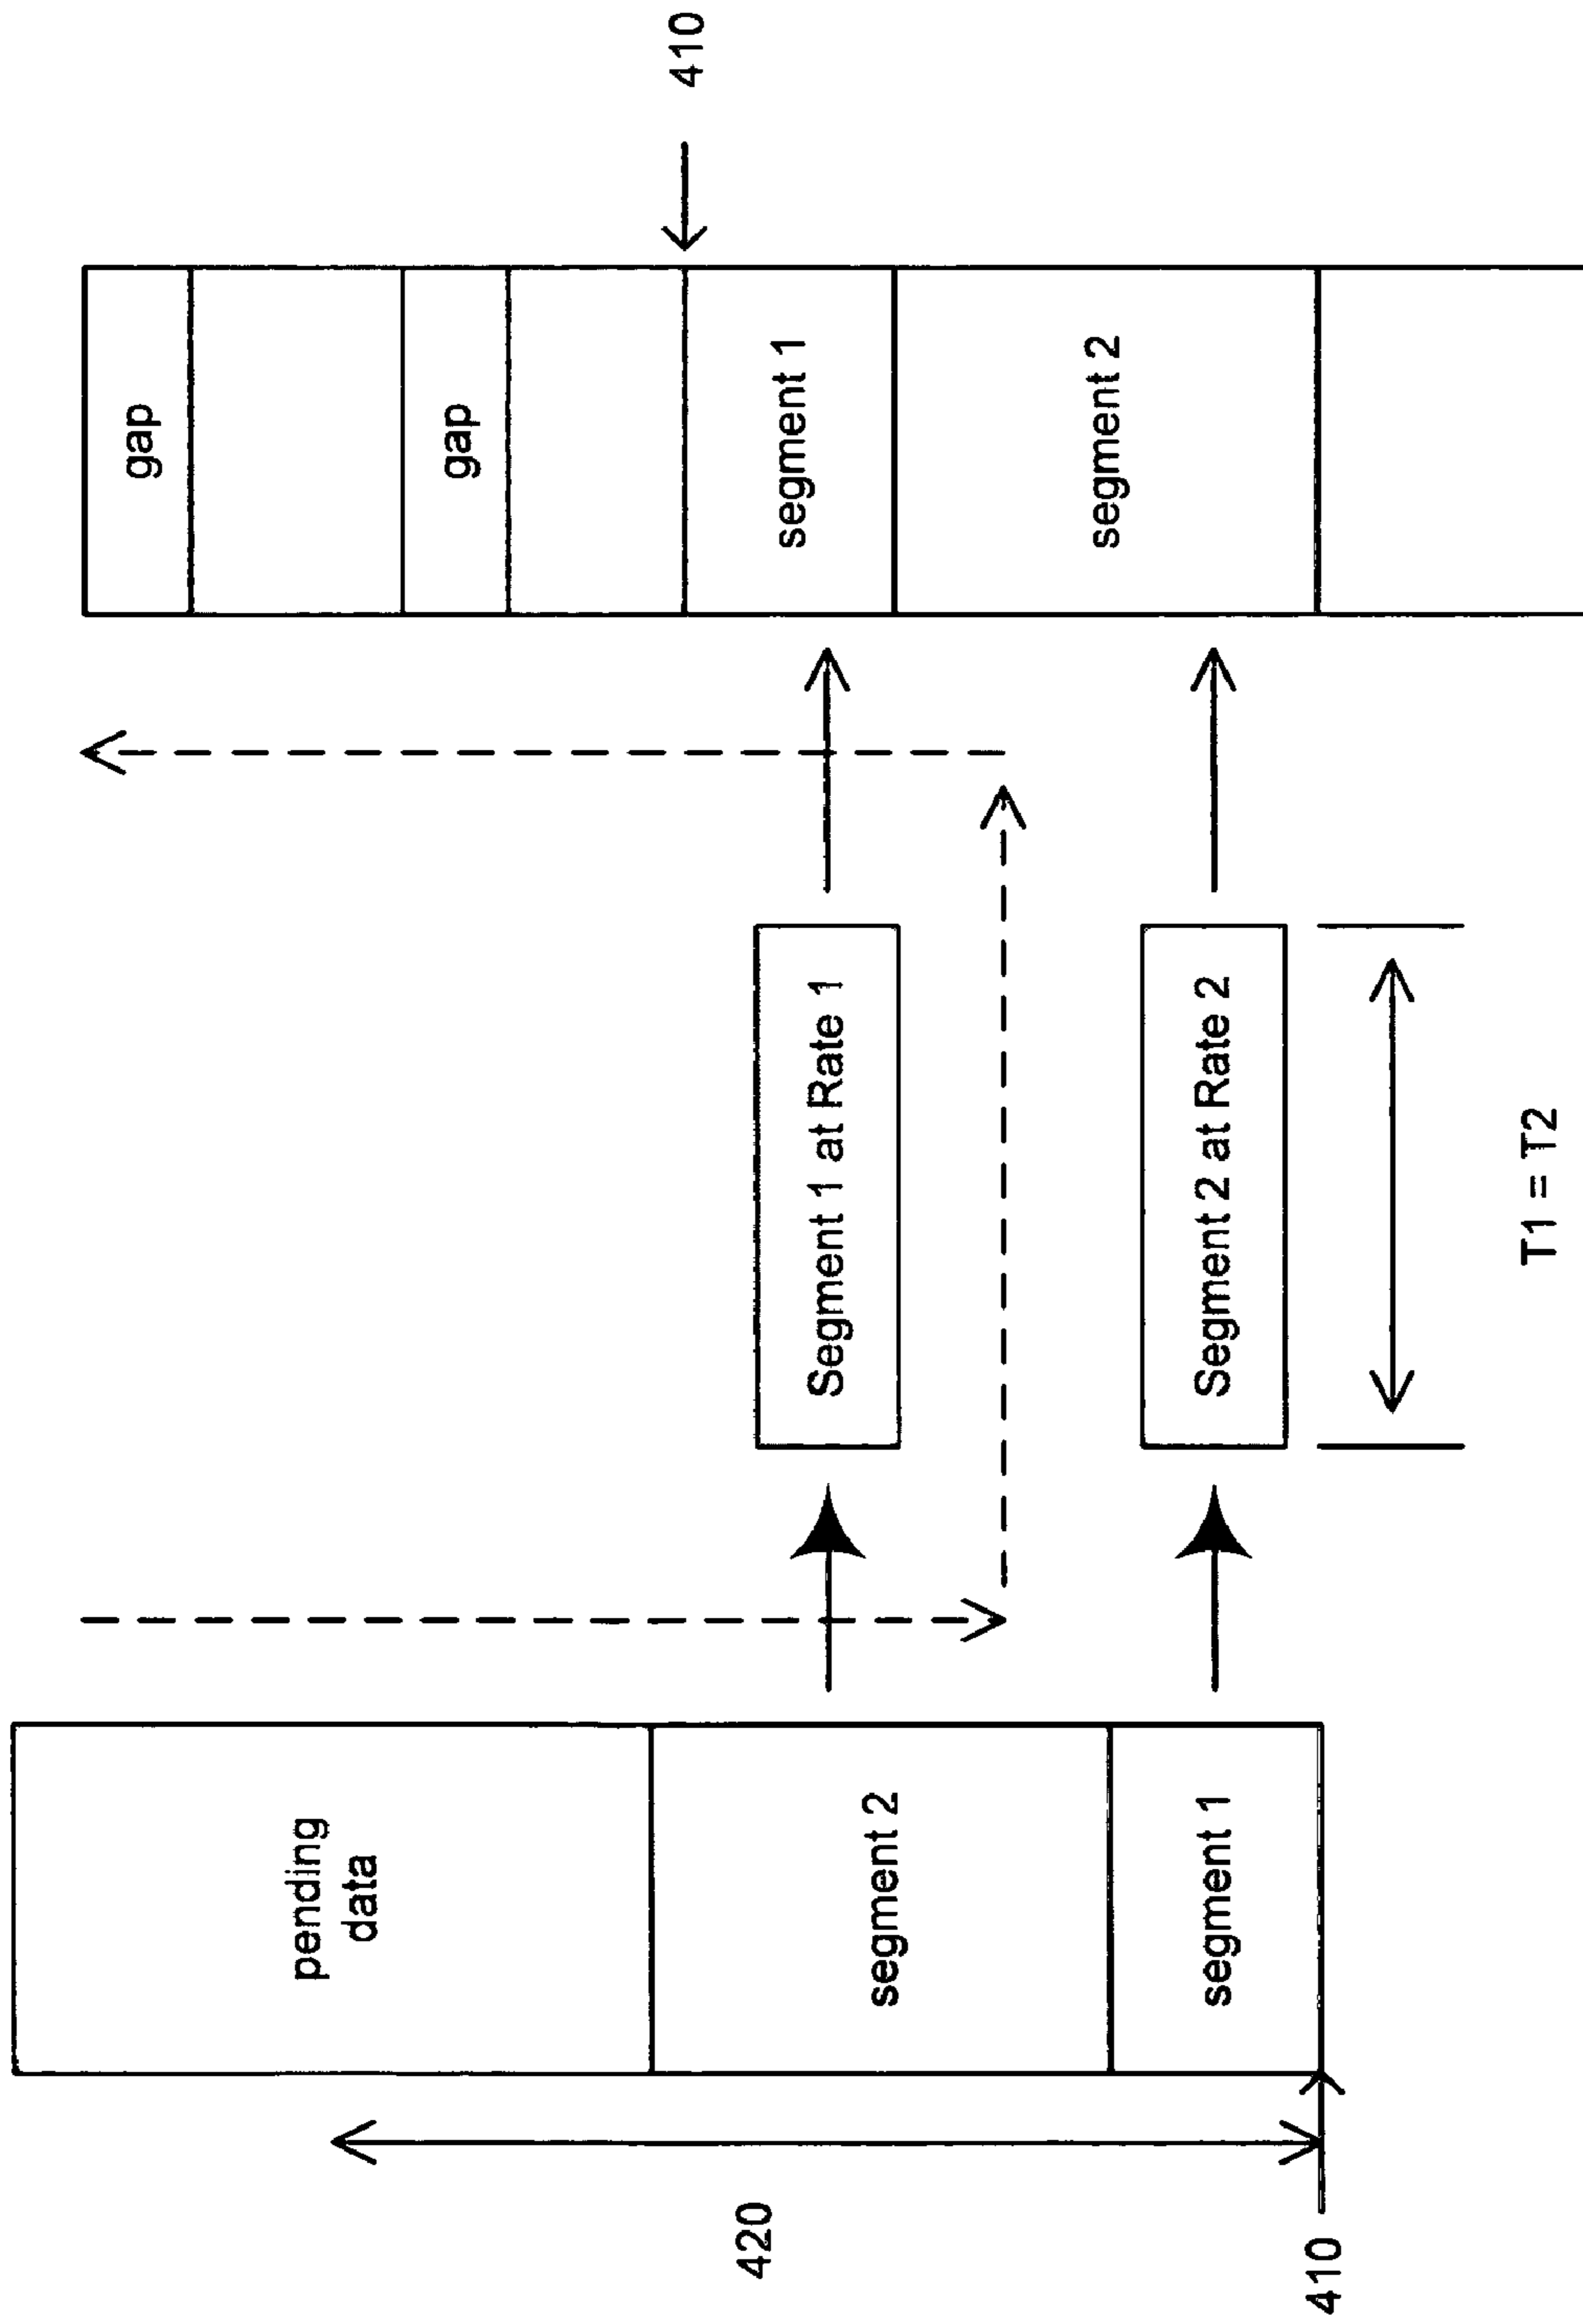 420
410
pending
data
segment 2
segment 1
Segment 1 at Rate 1
Segment 2 at Rate 2
T1 = T2
gap
gap
segment 1
segment 2
410